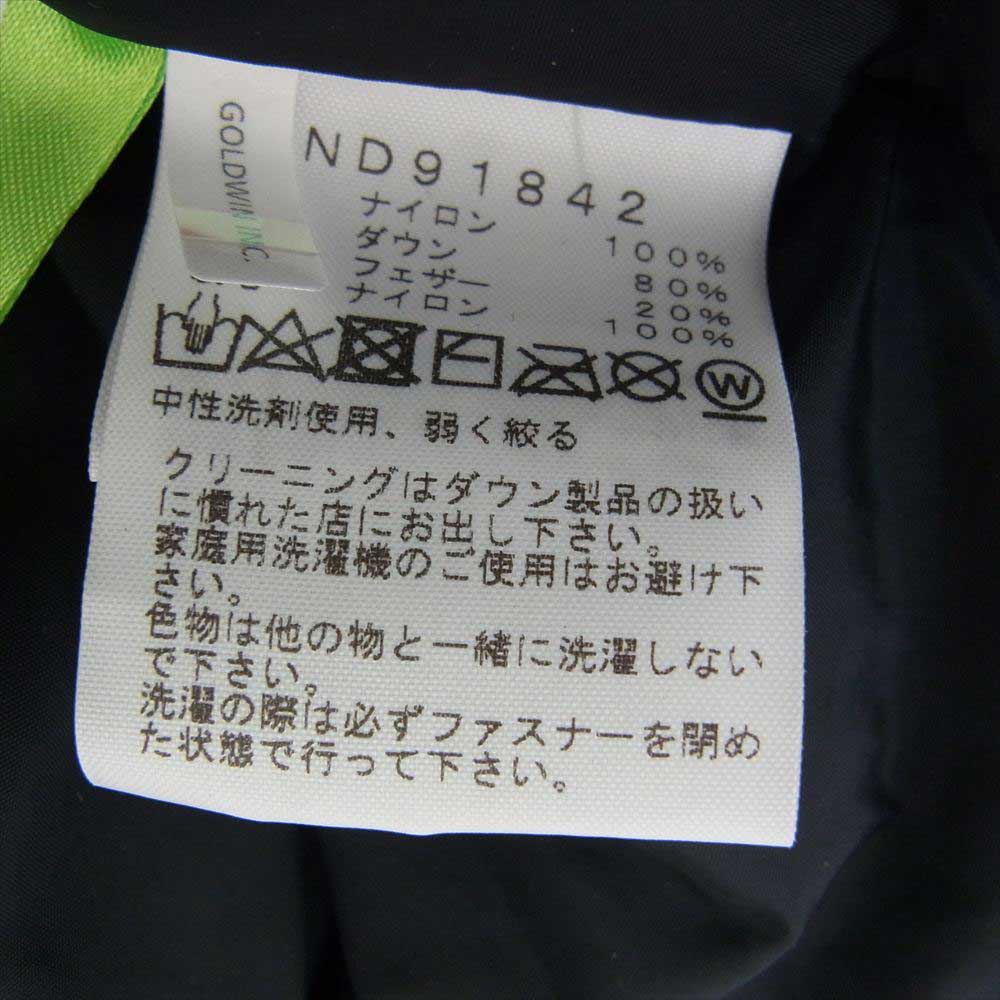 GOLDWIN INC.
ND91842
ナイロン 100%
ダウン 80%
フェザー 20%
ナイロン 100%
W
中性洗剤使用、弱く絞る
クリーニングはダウン製品の扱い
に慣れた店にお出し下さい。
家庭用洗濯機のご使用はお避け下
さい。
色物は他の物と一緒に洗濯しない
で下さい。
洗濯の際は必ずファスナーを閉め
た状態で行って下さい。